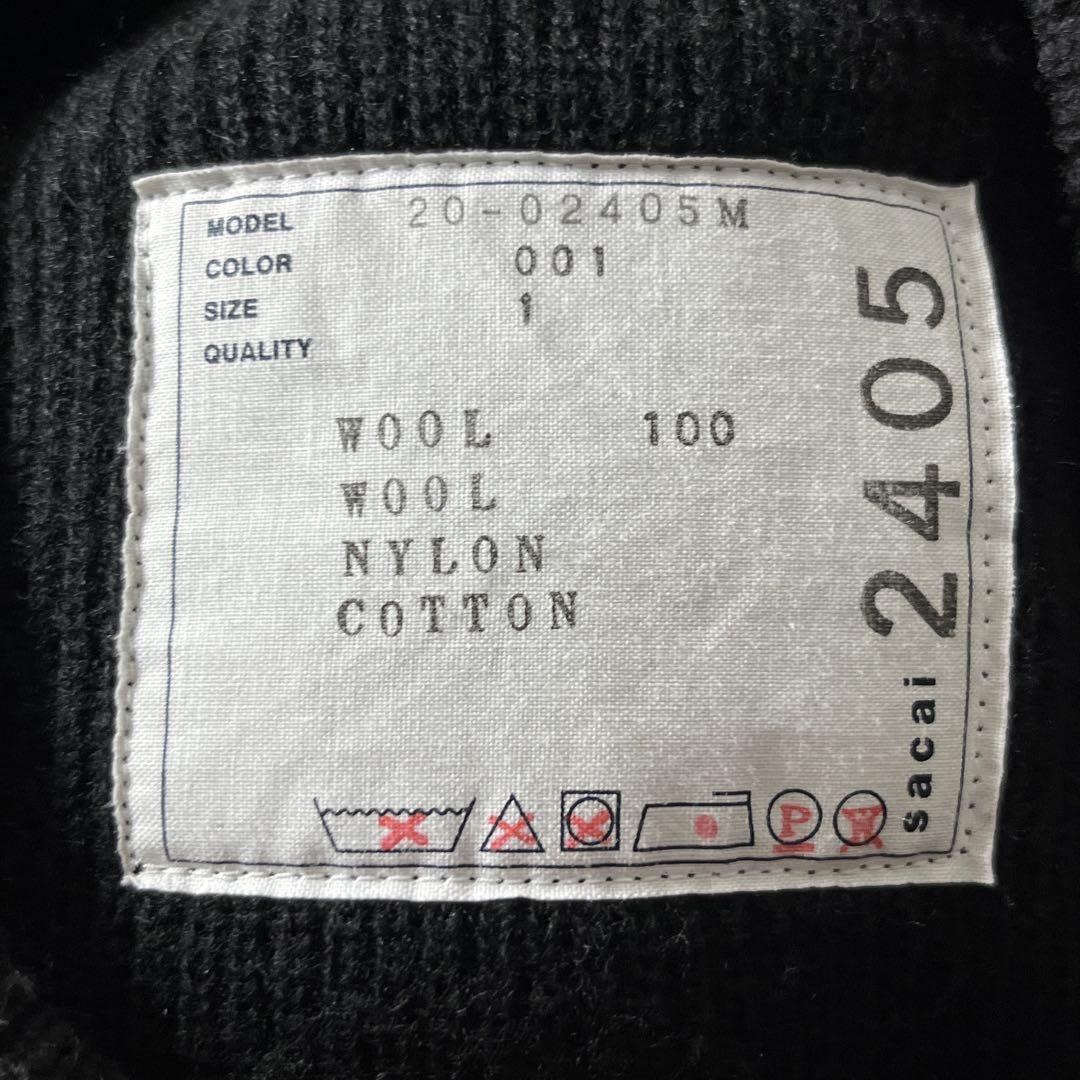 MODEL 20-02405M
COLOR 001
SIZE 1
QUALITY
WOOL 100
WOOL
NYLON
COTTON
P W
sacai 2405